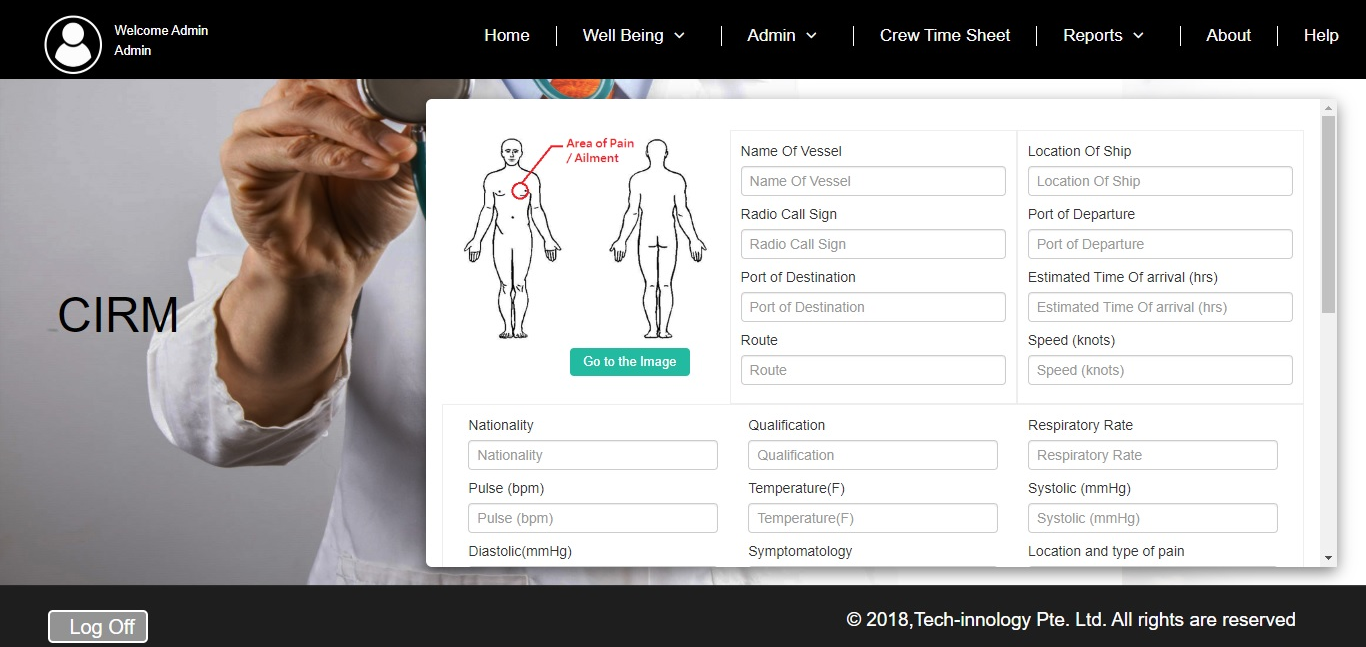 Welcome Admin
Admin
Home
Well Being
Admin
Crew Time Sheet
Reports
About
Help
CIRM
Area of Pain
/ Ailment
Go to the Image
Name Of Vessel
Name Of Vessel
Radio Call Sign
Radio Call Sign
Port of Destination
Port of Destination
Route
Route
Location Of Ship
Location Of Ship
Port of Departure
Port of Departure
Estimated Time Of arrival (hrs)
Estimated Time Of arrival (hrs)
Speed (knots)
Speed (knots)
Nationality
Nationality
Qualification
Qualification
Respiratory Rate
Respiratory Rate
Pulse (bpm)
Pulse (bpm)
Temperature(F)
Temperature(F)
Systolic (mmHg)
Systolic (mmHg)
Diastolic(mmHg)
Symptomatology
Location and type of pain
Log Off
© 2018,Tech-innology Pte. Ltd. All rights are reserved